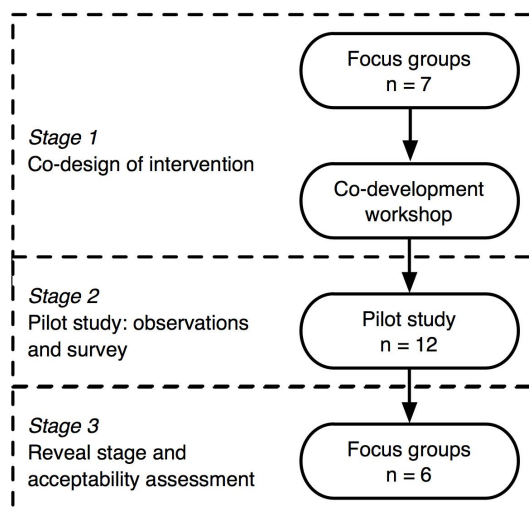 Focus groups
n = 7
Stage 1
Co-design of intervention
Co-development
workshop
Stage 2
Pilot study: observations
and survey
Pilot study
n = 12
Stage 3
Reveal stage and
acceptability assessment
Focus groups
n = 6